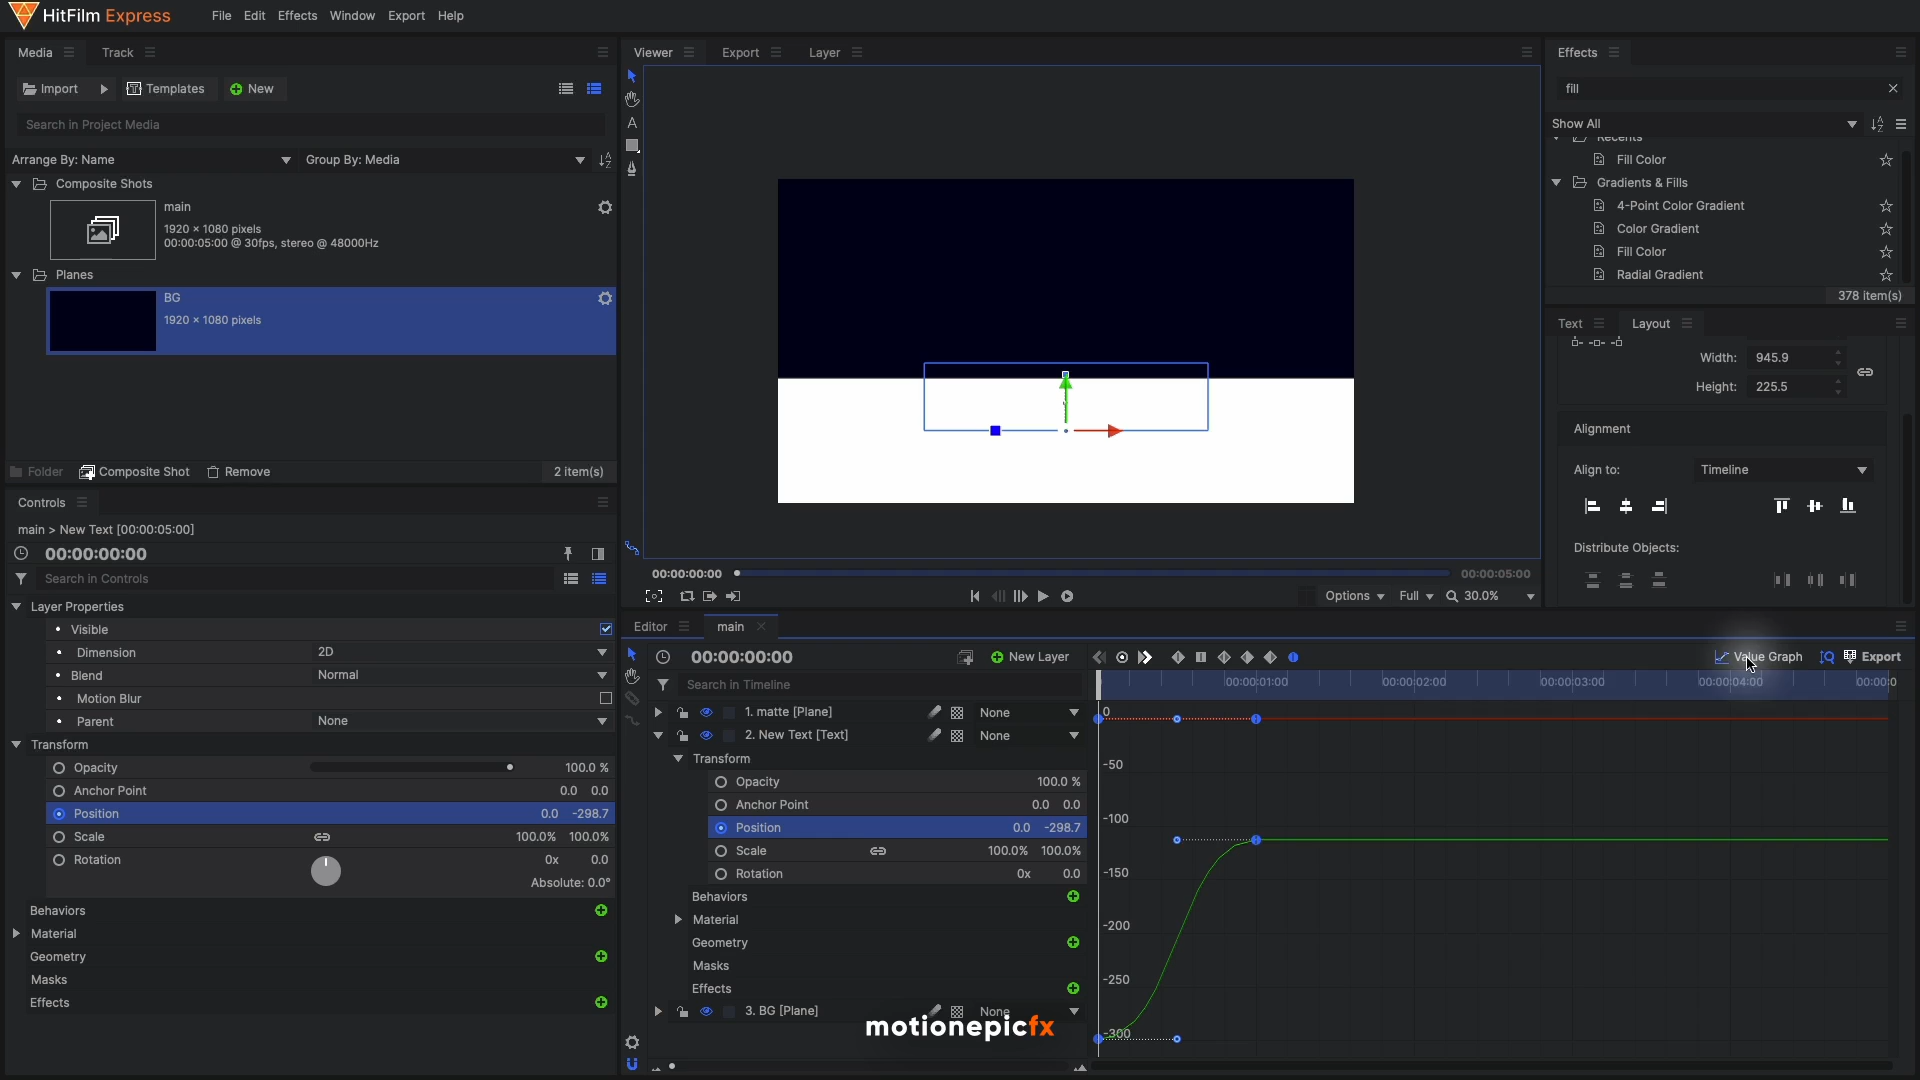 HitFilm Express
File Edit Effects Window Export Help
Media Track
Import Templates New
Search in Project Media
Arrange By: Name Group By: Media
Composite Shots
main
1920 × 1080 pixels
00:00:05:00 @ 30fps, stereo @ 48000Hz
Planes
BG
1920 × 1080 pixels
Folder Composite Shot Remove 2 item(s)
Controls
main > New Text [00:00:05:00]
00:00:00:00
Search in Controls
Layer Properties
Visible
Dimension 2D
Blend Normal
Motion Blur
Parent None
Transform
Opacity 100.0 %
Anchor Point 0.0 0.0
Position 0.0 -298.7
Scale 100.0% 100.0%
Rotation 0x 0.0
Absolute: 0.0°
Behaviors
Material
Geometry
Masks
Effects
Viewer Export Layer
A
00:00:00:00 00:00:05:00
Options Full 30.0%
Effects
fill
Show All
Recents
Fill Color
Gradients & Fills
4-Point Color Gradient
Color Gradient
Fill Color
Radial Gradient
378 item(s)
Text Layout
Width: 945.9
Height: 225.5
Alignment
Align to: Timeline
Distribute Objects:
Editor main
00:00:00:00 New Layer Value Graph Export
Search in Timeline 00:00:01:00 00:00:02:00 00:00:03:00 00:00:04:00 00:00:0
1. matte [Plane] None
2. New Text [Text] None
Transform
Opacity 100.0 %
Anchor Point 0.0 0.0
Position 0.0 -298.7
Scale 100.0% 100.0%
Rotation 0x 0.0
Behaviors
Material
Geometry
Masks
Effects
3. BG [Plane] None
0
-50
-100
-150
-200
-250
-300
motionepicfx